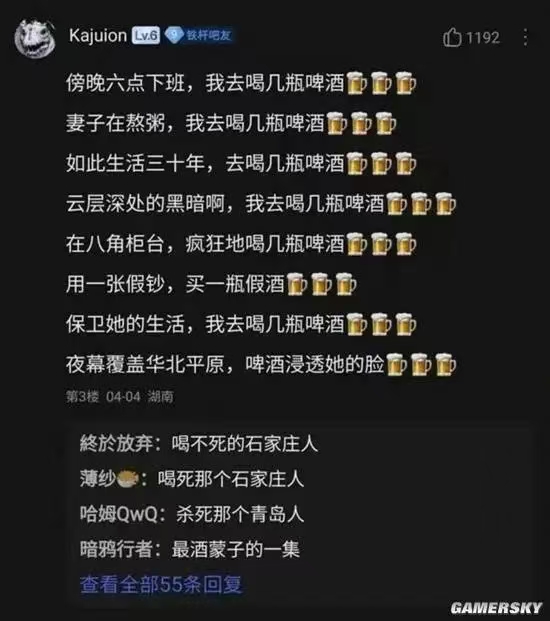 Kajuion Lv.6 9 铁杆吧友 1192
傍晚六点下班，我去喝几瓶啤酒🍺🍺🍺
妻子在熬粥，我去喝几瓶啤酒🍺🍺🍺
如此生活三十年，去喝几瓶啤酒🍺🍺🍺
云层深处的黑暗啊，我去喝几瓶啤酒🍺🍺🍺
在八角柜台，疯狂地喝几瓶啤酒🍺🍺🍺
用一张假钞，买一瓶假酒🍺🍺🍺
保卫她的生活，我去喝几瓶啤酒🍺🍺🍺
夜幕覆盖华北平原，啤酒浸透她的脸🍺🍺🍺
第3楼 04-04 湖南
終於放弃：喝不死的石家庄人
薄纱🐡：喝死那个石家庄人
哈姆QwQ：杀死那个青岛人
暗鸦行者：最酒蒙子的一集
查看全部55条回复
GAMERSKY